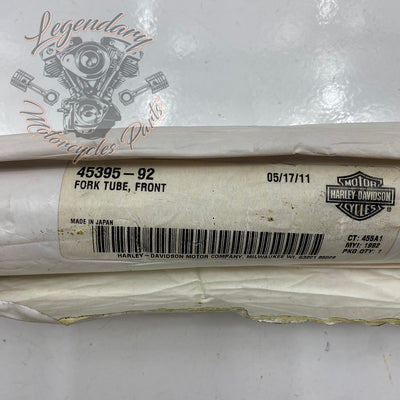 Legendary
Motorcycles Parts
45395-92
FORK TUBE, FRONT
05/17/11
MOTOR
HARLEY-DAVIDSON
CYCLES
MADE IN JAPAN
CT: 455A1
MYI: 1992
PKG QTY: 1
HARLEY-DAVIDSON MOTOR COMPANY, MILWAUKEE WI.